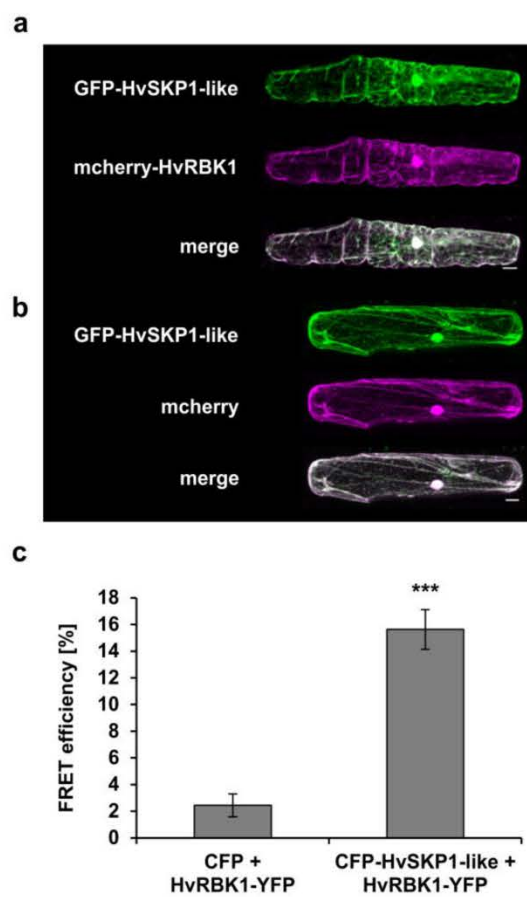 a
GFP-HvSKP1-like
mcherry-HvRBK1
merge
b
GFP-HvSKP1-like
mcherry
merge
c
FRET efficiency [%]
18
16
14
12
10
8
6
4
2
0
***
CFP +
HvRBK1-YFP
CFP-HvSKP1-like +
HvRBK1-YFP